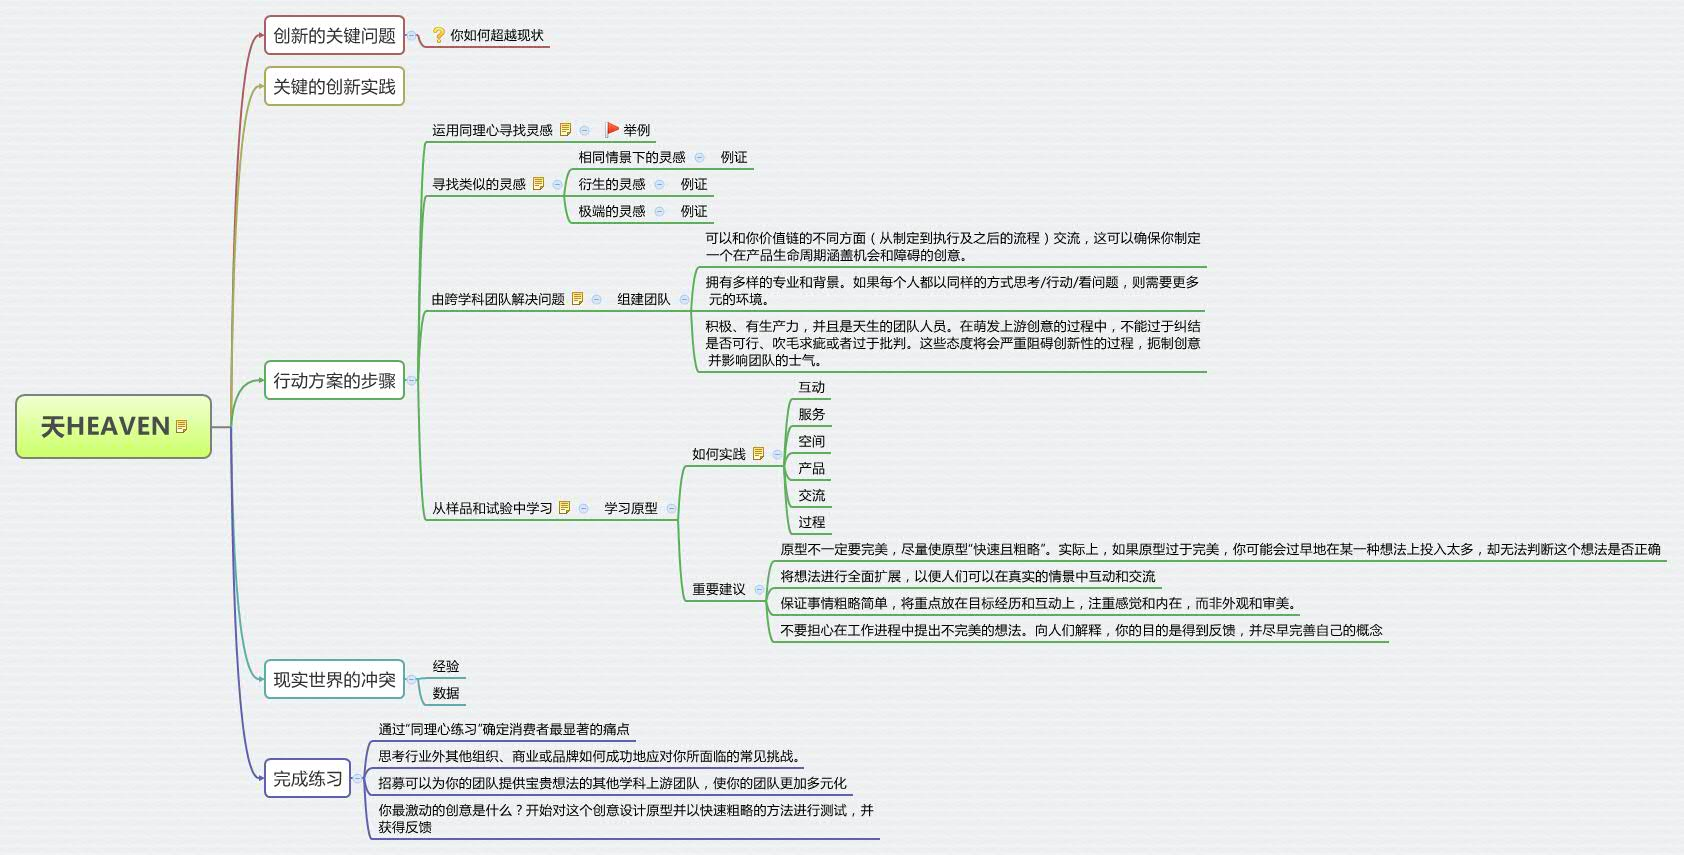 创新的关键问题
你如何超越现状
关键的创新实践
运用同理心寻找灵感
举例
相同情景下的灵感
例证
寻找类似的灵感
衍生的灵感
例证
极端的灵感
例证
可以和你价值链的不同方面（从制定到执行及之后的流程）交流，这可以确保你制定
一个在产品生命周期涵盖机会和障碍的创意。
拥有多样的专业和背景。如果每个人都以同样的方式思考/行动/看问题，则需要更多
元的环境。
由跨学科团队解决问题
组建团队
积极、有生产力，并且是天生的团队人员。在萌发上游创意的过程中，不能过于纠结
是否可行、吹毛求疵或者过于批判。这些态度将会严重阻碍创新性的过程，扼制创意
并影响团队的士气。
行动方案的步骤
天HEAVEN
互动
服务
空间
如何实践
产品
交流
过程
从样品和试验中学习
学习原型
原型不一定要完美，尽量使原型“快速且粗略”。实际上，如果原型过于完美，你可能会过早地在某一种想法上投入太多，却无法判断这个想法是否正确
将想法进行全面扩展，以便人们可以在真实的情景中互动和交流
重要建议
保证事情粗略简单，将重点放在目标经历和互动上，注重感觉和内在，而非外观和审美。
不要担心在工作进程中提出不完美的想法。向人们解释，你的目的是得到反馈，并尽早完善自己的概念
现实世界的冲突
经验
数据
通过“同理心练习”确定消费者最显著的痛点
思考行业外其他组织、商业或品牌如何成功地应对你所面临的常见挑战。
完成练习
招募可以为你的团队提供宝贵想法的其他学科上游团队，使你的团队更加多元化
你最激动的创意是什么？开始对这个创意设计原型并以快速粗略的方法进行测试，并
获得反馈